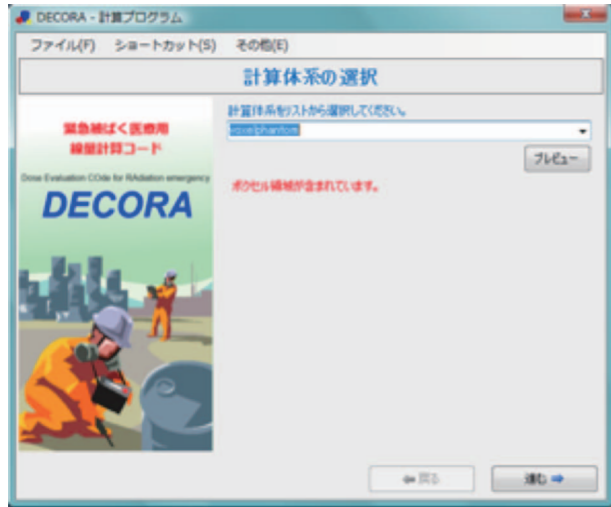 DECORA - 計算プログラム
ファイル(F) ショートカット(S) その他(E)
計算体系の選択
緊急被ばく医療用
線量計算コード
Dose Evaluation COde for RAdiation emergency
DECORA
計算体系をリストから選択してください。
voxelphantom
プレビュー
ボクセル領域が含まれています。
戻る
進む